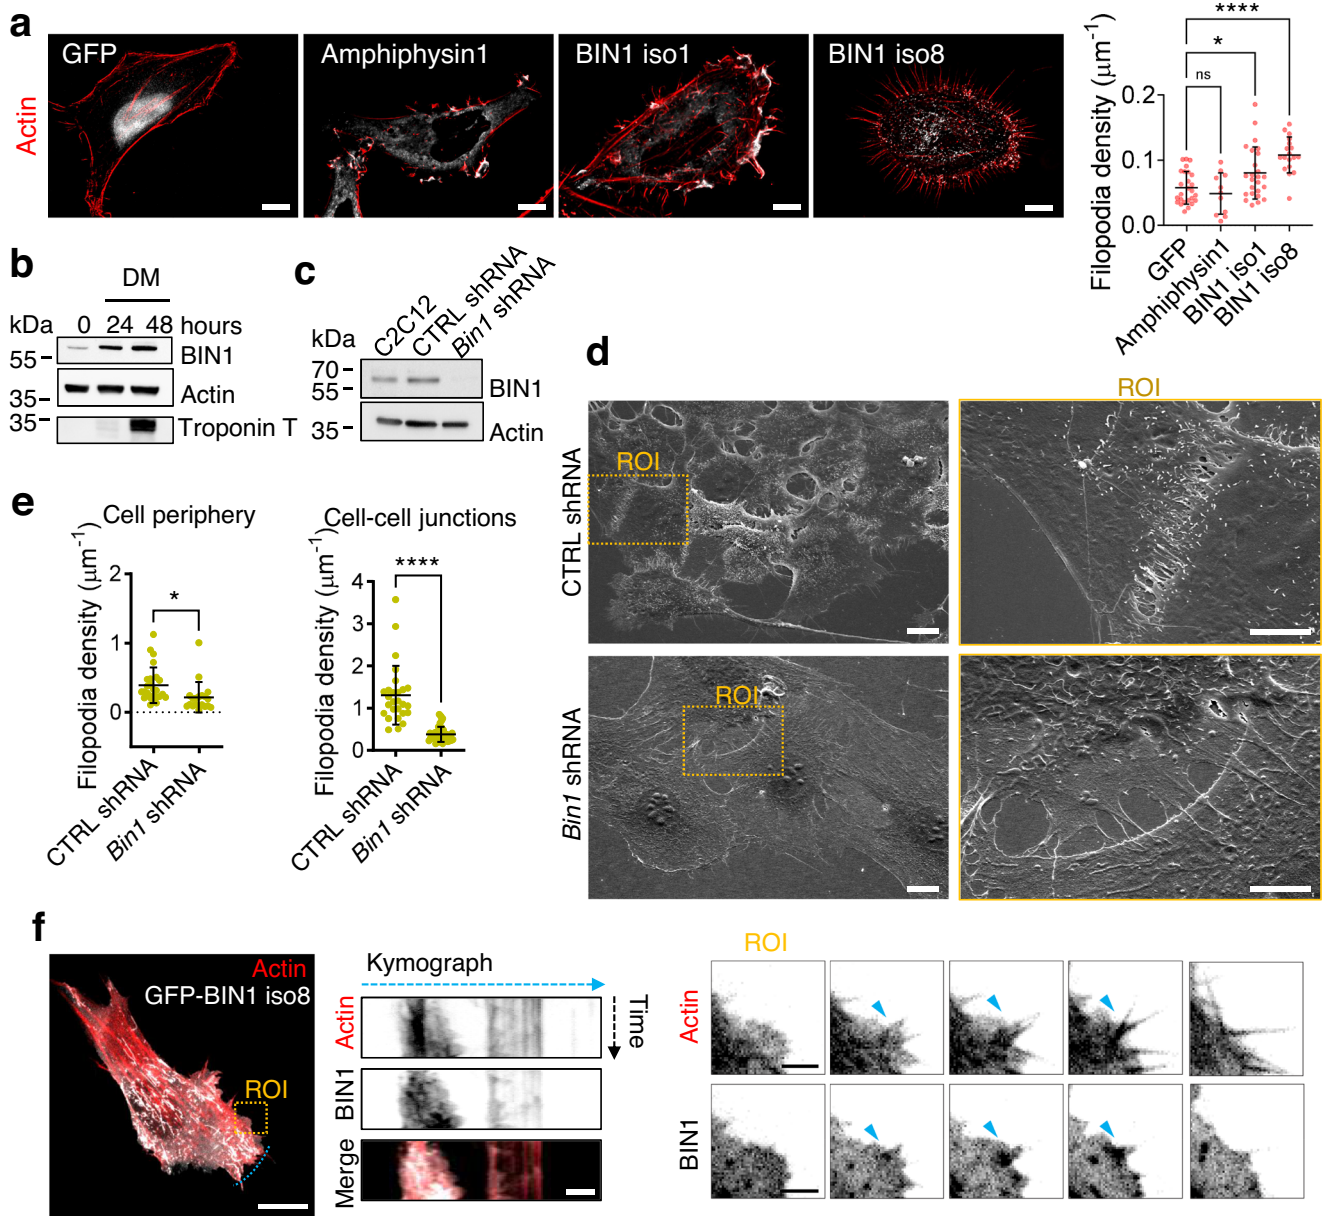 a
GFP
Amphiphysin1
BIN1 iso1
BIN1 iso8
Actin
Filopodia density (μm⁻¹)
****
*
ns
0.2
0.1
0.0
GFP
Amphiphysin1
BIN1 iso1
BIN1 iso8
b
DM
kDa 0 24 48 hours
55
BIN1
35
Actin
35
Troponin T
c
C2C12
CTRL shRNA
Bin1 shRNA
kDa
70
55
BIN1
35
Actin
d
ROI
CTRL shRNA
ROI
Bin1 shRNA
ROI
e
Cell periphery
Filopodia density (μm⁻¹)
2
1
0
*
CTRL shRNA
Bin1 shRNA
Cell-cell junctions
Filopodia density (μm⁻¹)
4
3
2
1
0
****
CTRL shRNA
Bin1 shRNA
f
Actin
GFP-BIN1 iso8
ROI
Kymograph
Time
Actin
BIN1
Merge
ROI
Actin
BIN1